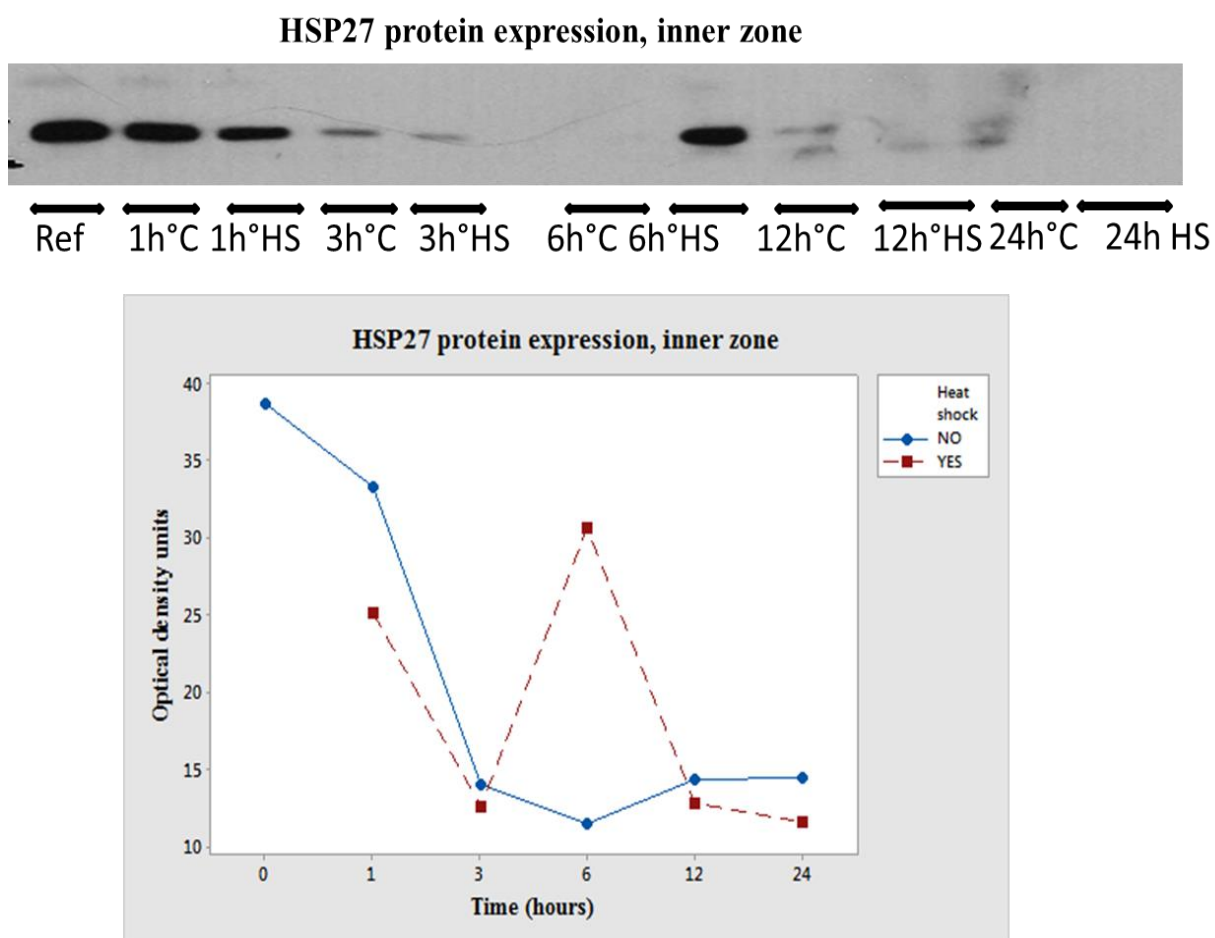 HSP27 protein expression, inner zone
Ref 1h°C 1h°HS 3h°C 3h°HS 6h°C 6h°HS 12h°C 12h°HS 24h°C 24h HS
HSP27 protein expression, inner zone
40
35
30
25
20
15
10
Optical density units
0 1 3 6 12 24
Time (hours)
Heat
shock
NO
YES